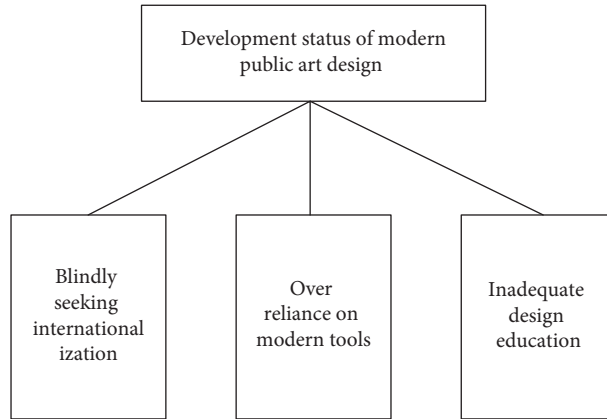 Development status of modern
public art design
Blindly
seeking
international
ization
Over
reliance on
modern tools
Inadequate
design
education